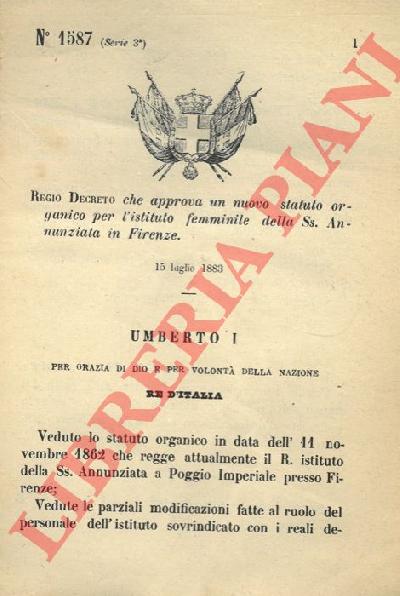 N° 1587 (Serie 3ª) 1
REGIO DECRETO che approva un nuovo statuto or-
ganico per l'istituto femminile della Ss. An-
nunziata in Firenze.
15 luglio 1883
UMBERTO I
PER GRAZIA DI DIO E PER VOLONTÀ DELLA NAZIONE
RE D'ITALIA
Veduto lo statuto organico in data dell' 11 no-
vembre 1862 che regge attualmente il R. istituto
della Ss. Annunziata a Poggio Imperiale presso Fi-
renze;
Vedute le parziali modificazioni fatte al ruolo del
personale dell'istituto sovrindicato con i reali de-
LIBRERIA PIANI